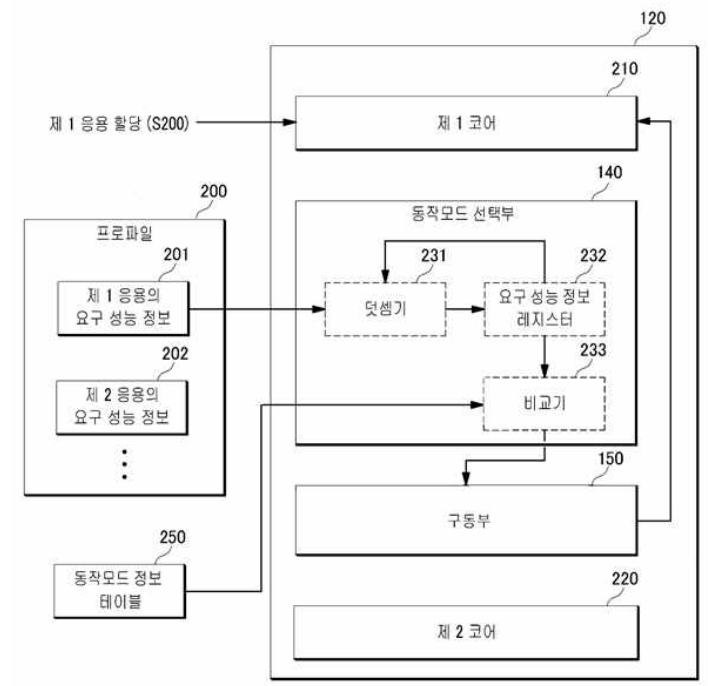 120
210
제 1 응용 할당 (S200)
제 1 코어
200
140
프로파일
동작모드 선택부
201
231
232
제 1 응용의
요구 성능 정보
덧셈기
요구 성능 정보
레지스터
202
233
제 2 응용의
요구 성능 정보
비교기
150
구동부
250
동작모드 정보
테이블
220
제 2 코어